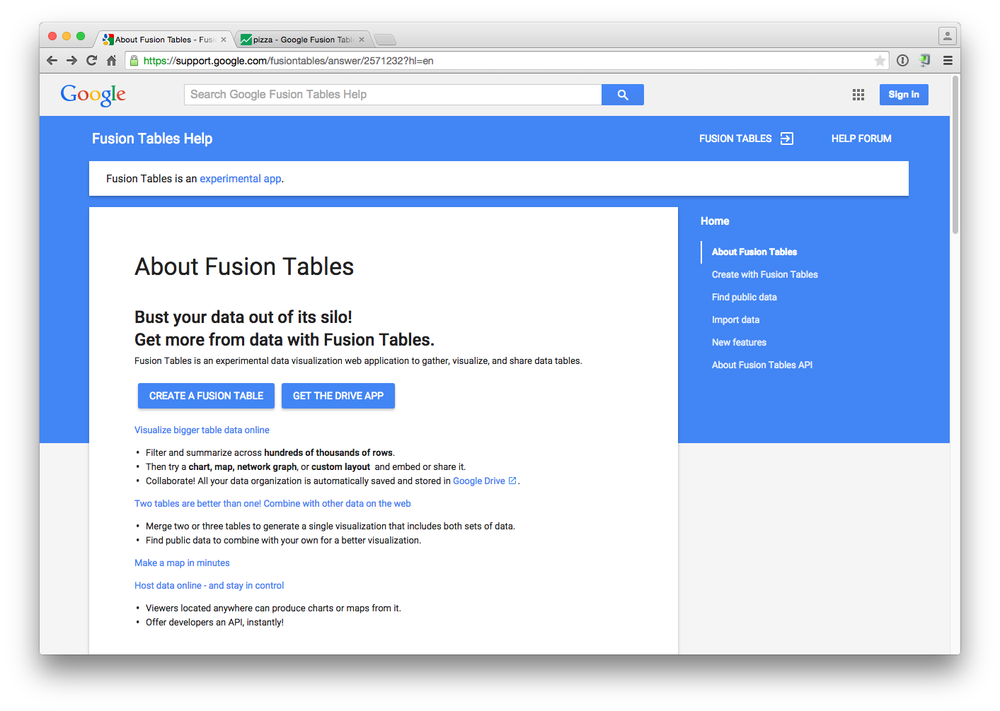 About Fusion Tables - Fusi
pizza - Google Fusion Tabl
https://support.google.com/fusiontables/answer/2571232?hl=en
Google
Search Google Fusion Tables Help
Sign in
Fusion Tables Help
FUSION TABLES
HELP FORUM
Fusion Tables is an experimental app.
Home
About Fusion Tables
Create with Fusion Tables
Find public data
Import data
New features
About Fusion Tables API
About Fusion Tables
Bust your data out of its silo!
Get more from data with Fusion Tables.
Fusion Tables is an experimental data visualization web application to gather, visualize, and share data tables.
CREATE A FUSION TABLE
GET THE DRIVE APP
Visualize bigger table data online
• Filter and summarize across hundreds of thousands of rows.
• Then try a chart, map, network graph, or custom layout and embed or share it.
• Collaborate! All your data organization is automatically saved and stored in Google Drive.
Two tables are better than one! Combine with other data on the web
• Merge two or three tables to generate a single visualization that includes both sets of data.
• Find public data to combine with your own for a better visualization.
Make a map in minutes
Host data online - and stay in control
• Viewers located anywhere can produce charts or maps from it.
• Offer developers an API, instantly!